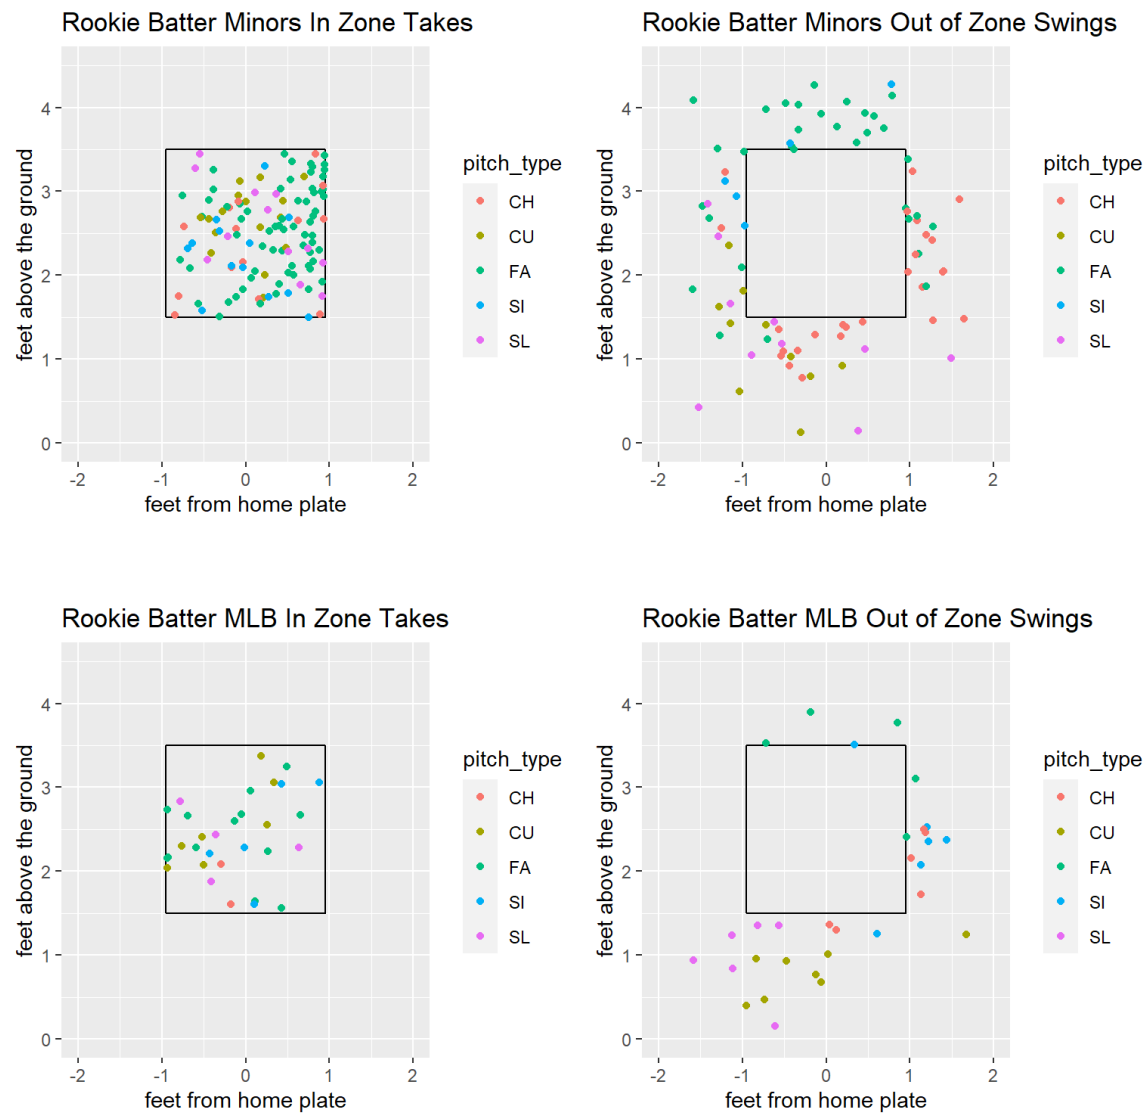 Rookie Batter Minors In Zone Takes
4
3
2
1
0
feet above the ground
-2 -1 0 1 2
feet from home plate
pitch_type
CH
CU
FA
SI
SL
Rookie Batter Minors Out of Zone Swings
4
3
2
1
0
feet above the ground
-2 -1 0 1 2
feet from home plate
pitch_type
CH
CU
FA
SI
SL
Rookie Batter MLB In Zone Takes
4
3
2
1
0
feet above the ground
-2 -1 0 1 2
feet from home plate
pitch_type
CH
CU
FA
SI
SL
Rookie Batter MLB Out of Zone Swings
4
3
2
1
0
feet above the ground
-2 -1 0 1 2
feet from home plate
pitch_type
CH
CU
FA
SI
SL